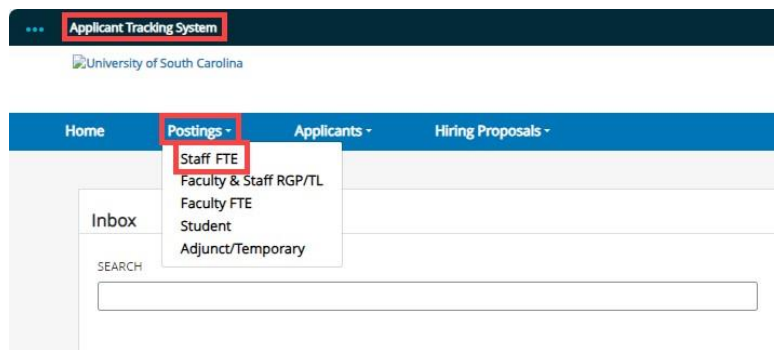 ••• Applicant Tracking System
University of South Carolina
Home Postings Applicants Hiring Proposals
Staff FTE
Faculty & Staff RGP/TL
Faculty FTE
Student
Adjunct/Temporary
Inbox
SEARCH